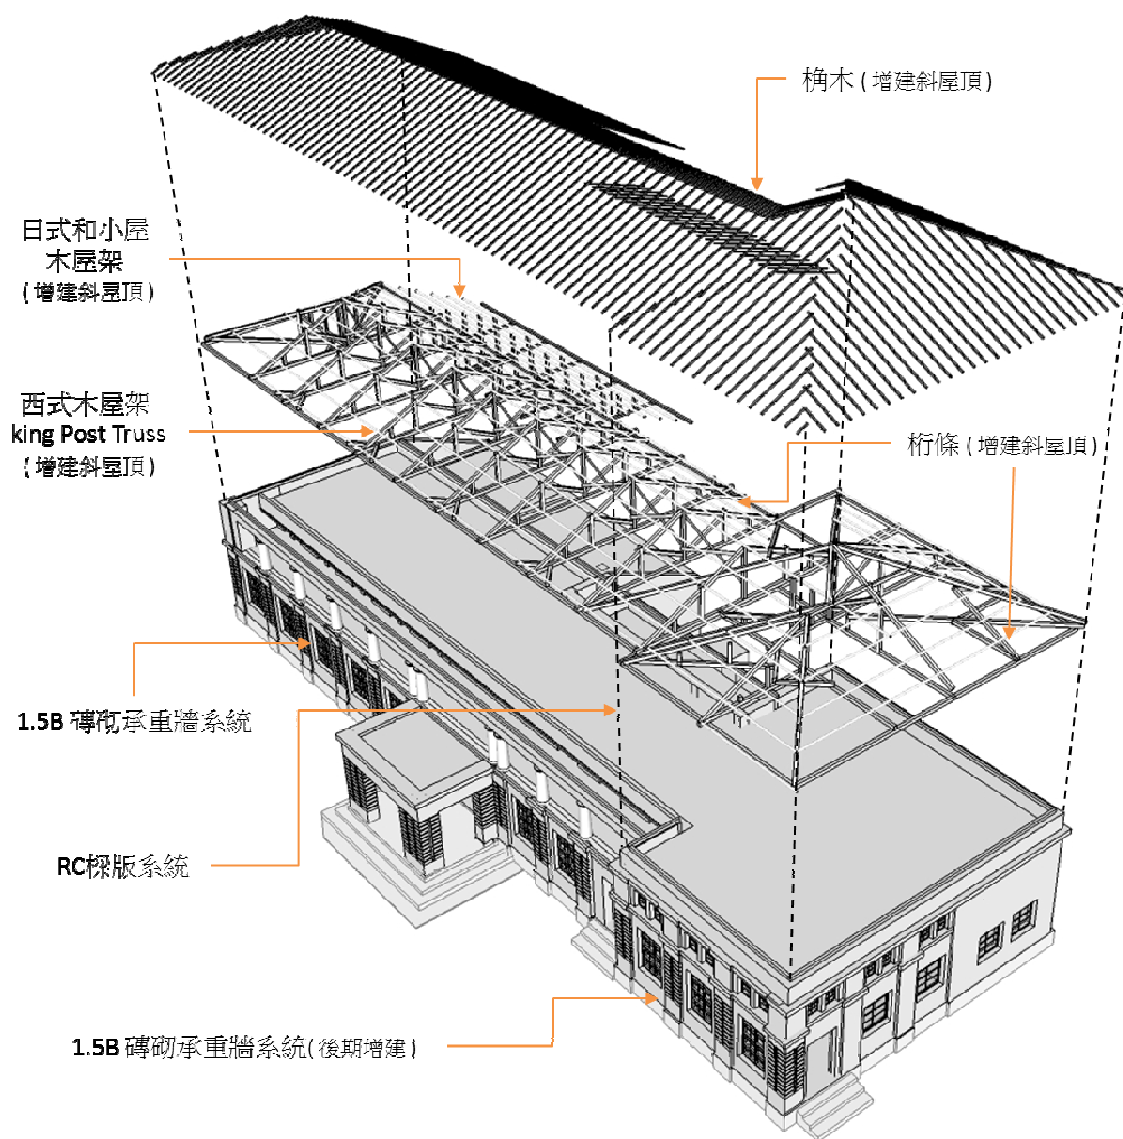 桷木 ( 增建斜屋頂)
日式和小屋
木屋架
( 增建斜屋頂 )
西式木屋架
king Post Truss
( 增建斜屋頂 )
桁條 ( 增建斜屋頂)
1.5B 磚砌承重牆系統
RC樑版系統
1.5B 磚砌承重牆系統( 後期增建 )